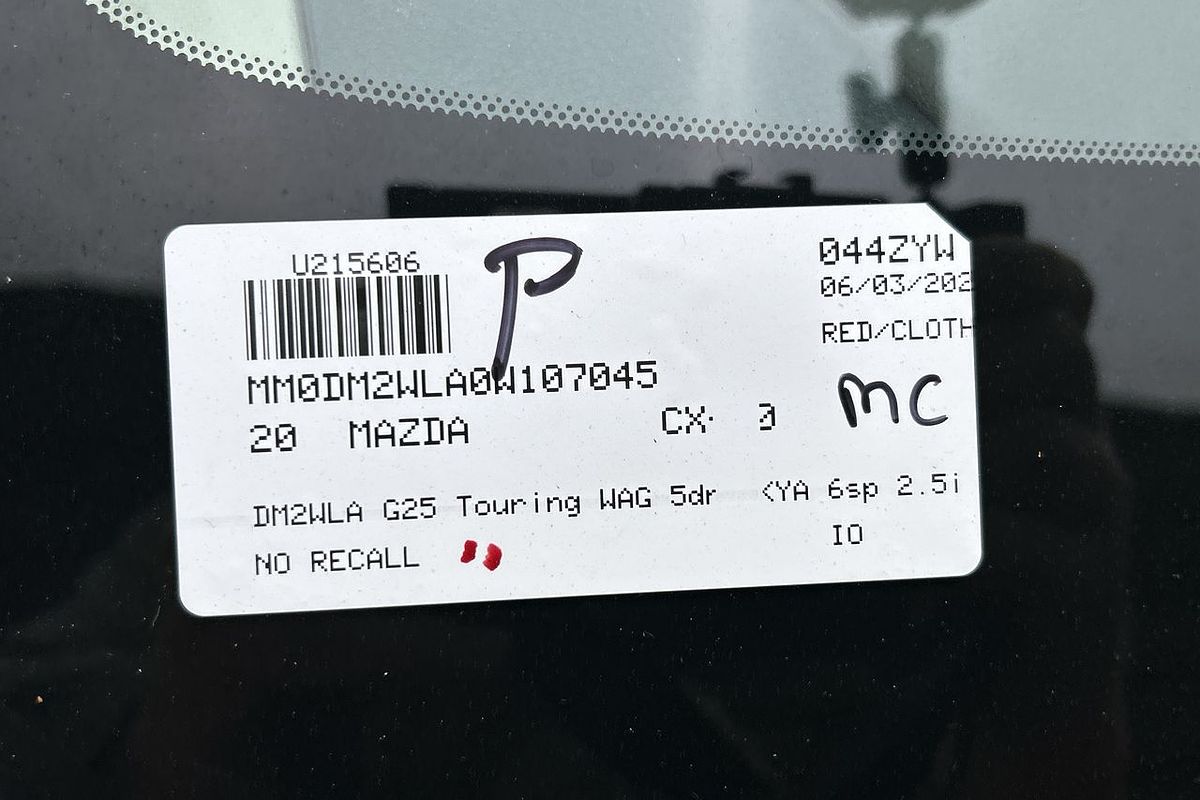 U215606
P
044ZYW
06/03/202
RED/CLOTH
MM0DM2WLA0W107045
MC
20 MAZDA CX- 3
DM2WLA G25 Touring WAG 5dr <YA 6sp 2.5i
IO
NO RECALL